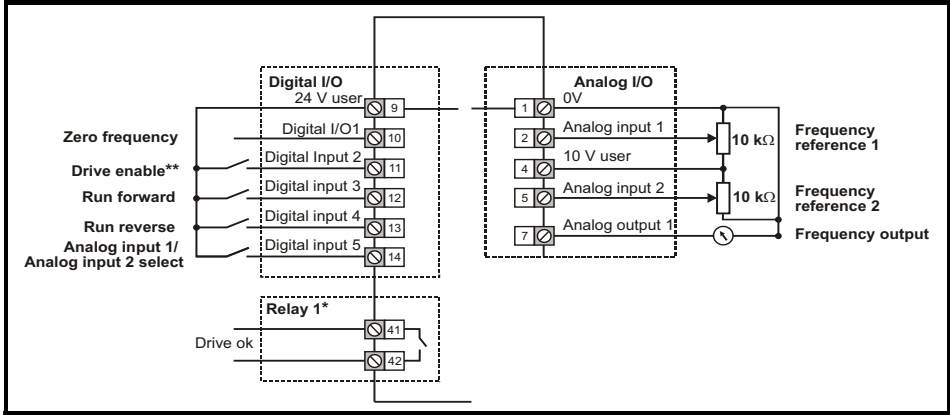 Digital I/O
24 V user
9
Zero frequency
Digital I/O1
10
Drive enable**
Digital Input 2
11
Run forward
Digital input 3
12
Run reverse
Digital input 4
13
Analog input 1/
Analog input 2 select
Digital input 5
14
Relay 1*
Drive ok
41
42
Analog I/O
1
0V
2
Analog input 1
10 kΩ
Frequency
reference 1
4
10 V user
5
Analog input 2
10 kΩ
Frequency
reference 2
7
Analog output 1
Frequency output